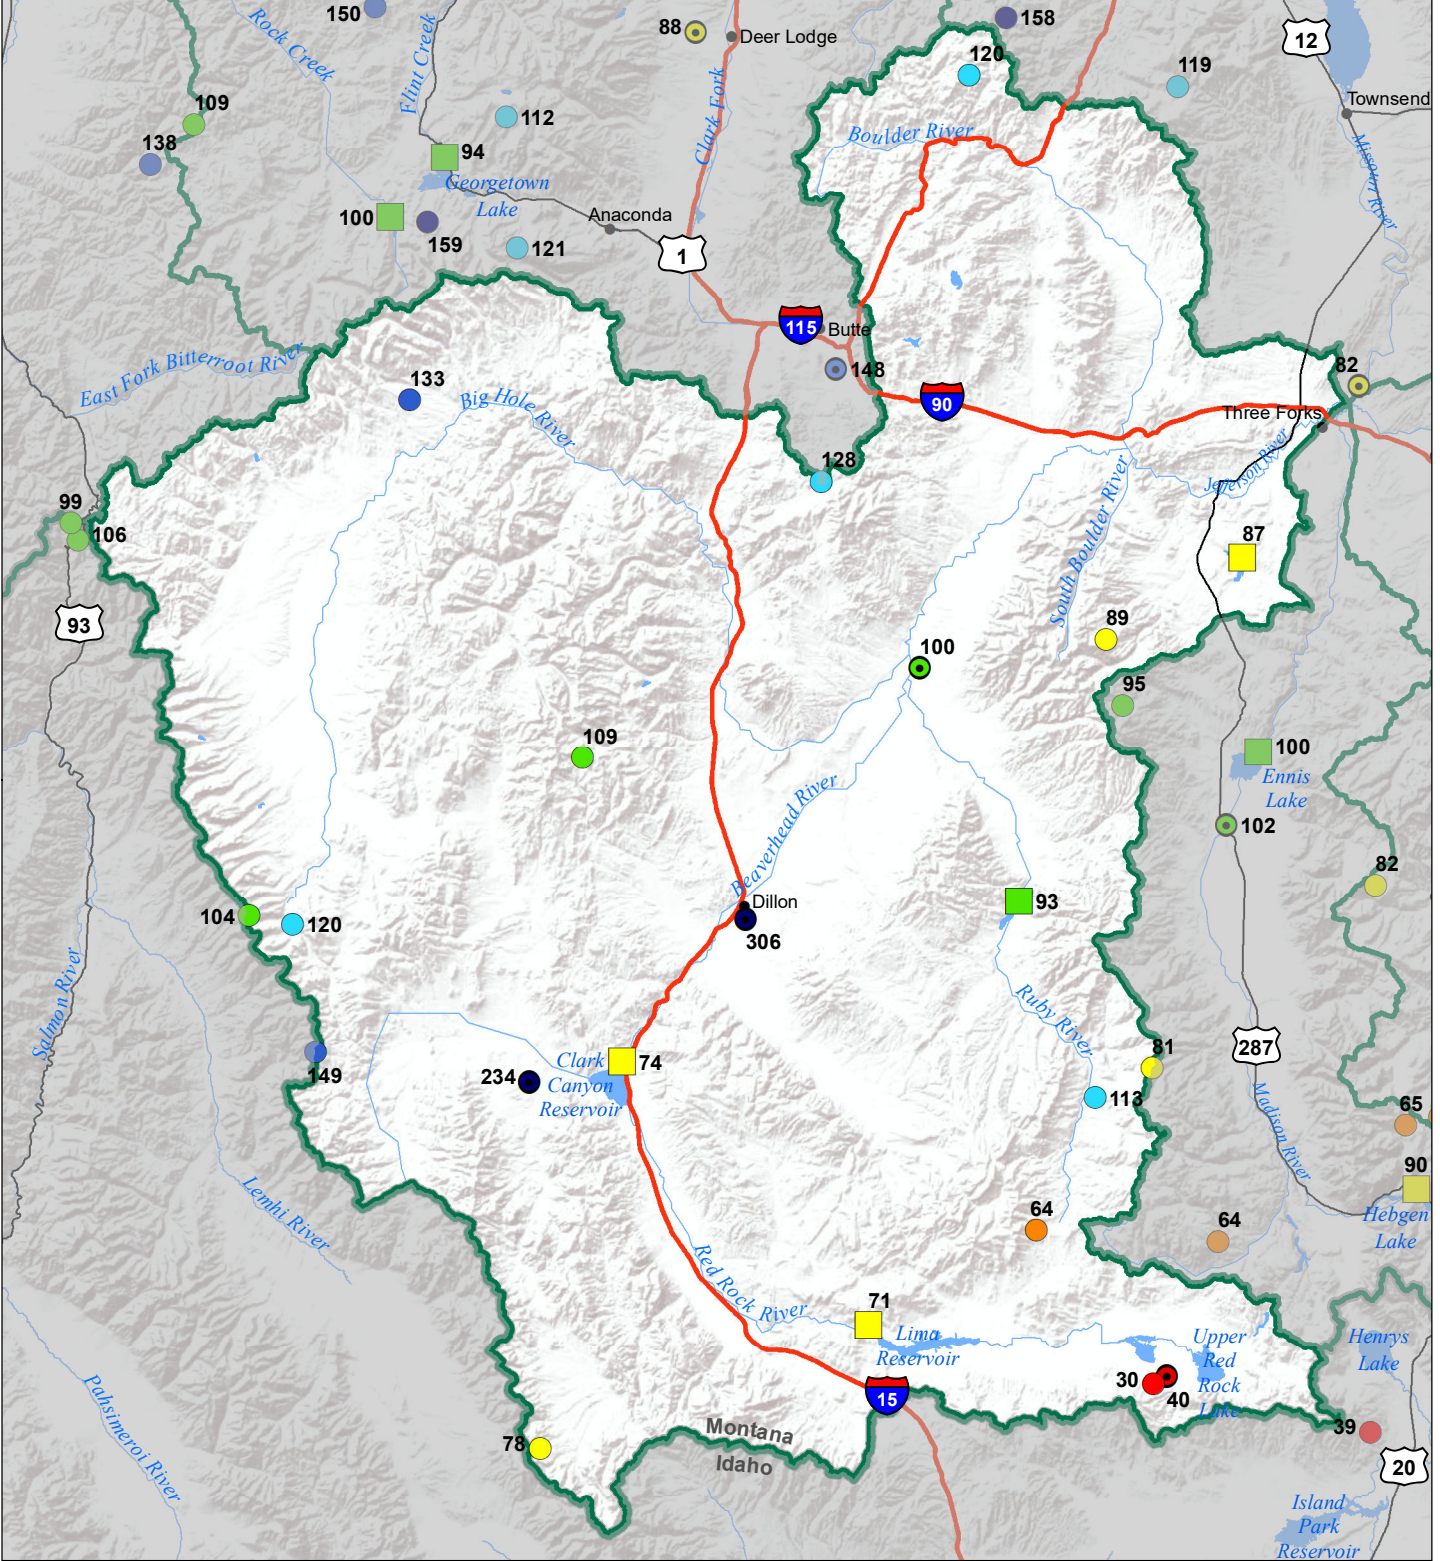 150
Rock Creek
Flint Creek
88
Deer Lodge
158
12
120
119
Townsend
109
112
Clark Fork
Boulder River
138
94
Georgetown
Lake
Missouri River
100
159
Anaconda
121
1
115
Butte
East Fork Bitterroot River
133
148
82
Big Hole River
90
Three Forks
128
Jefferson River
South Boulder River
99
106
87
93
89
100
95
109
100
Ennis
Lake
102
Beaverhead River
82
Dillon
104
120
306
93
Salmon River
Ruby River
287
149
234
Clark
Canyon
Reservoir
74
81
113
Madison River
65
90
Hebgen
Lake
Lemhi River
64
64
Red Rock River
71
Lima
Reservoir
Upper
Red
Rock
Lake
Henrys
Lake
30
40
15
Pahsimeroi River
78
Montana
Idaho
39
20
Island
Park
Reservoir